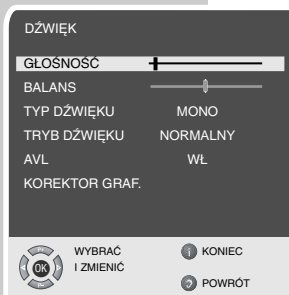 DŹWIĘK
GŁOŚNOŚĆ
BALANS
TYP DŹWIĘKU MONO
TRYB DŹWIĘKU NORMALNY
AVL WŁ
KOREKTOR GRAF.
OK WYBRAĆ I ZMIENIĆ
i KONIEC
POWRÓT